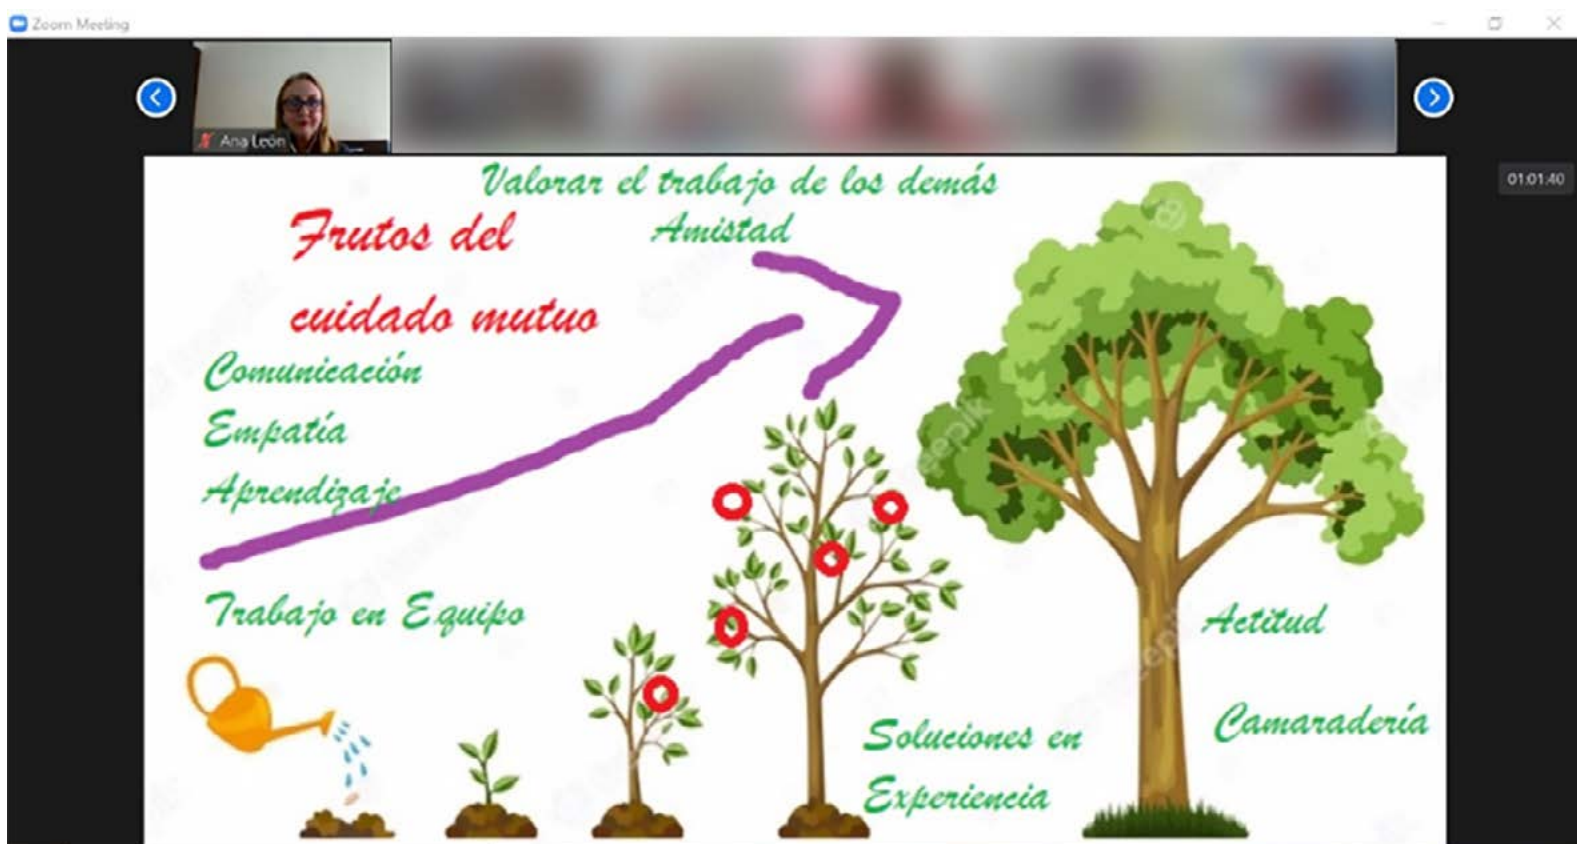 Zoom Meeting
Ana León
01:01:40
Valorar el trabajo de los demás
Amistad
Frutos del
cuidado mutuo
Comunicación
Empatía
Aprendizaje
Trabajo en Equipo
Actitud
Camaradería
Soluciones en
Experiencia